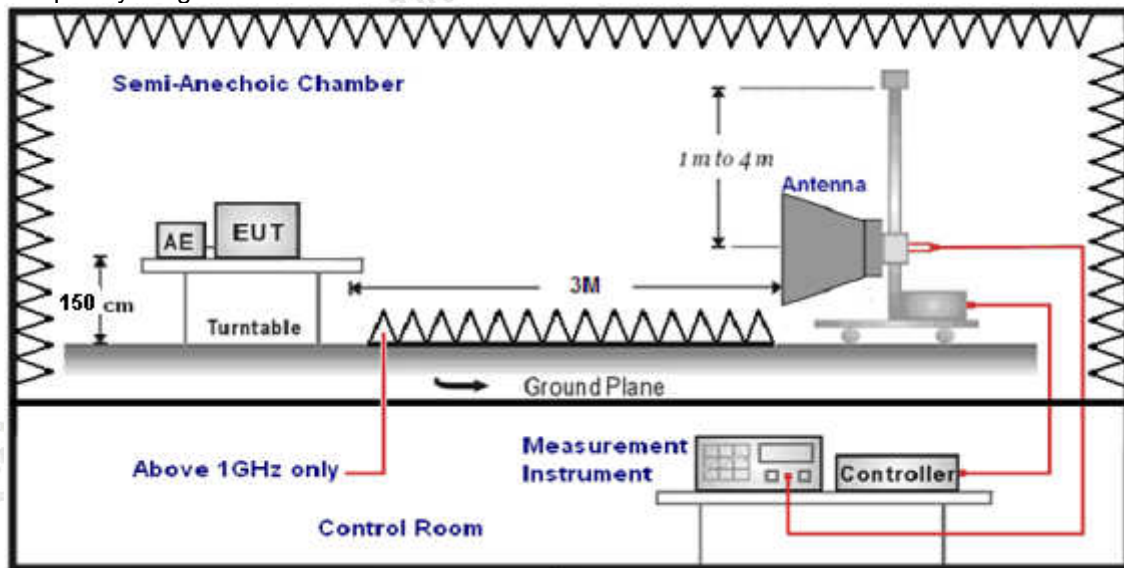 Semi-Anechoic Chamber
1 m to 4 m
Antenna
AE
EUT
150 cm
3M
Turntable
Ground Plane
Above 1GHz only
Measurement
Instrument
Controller
Control Room